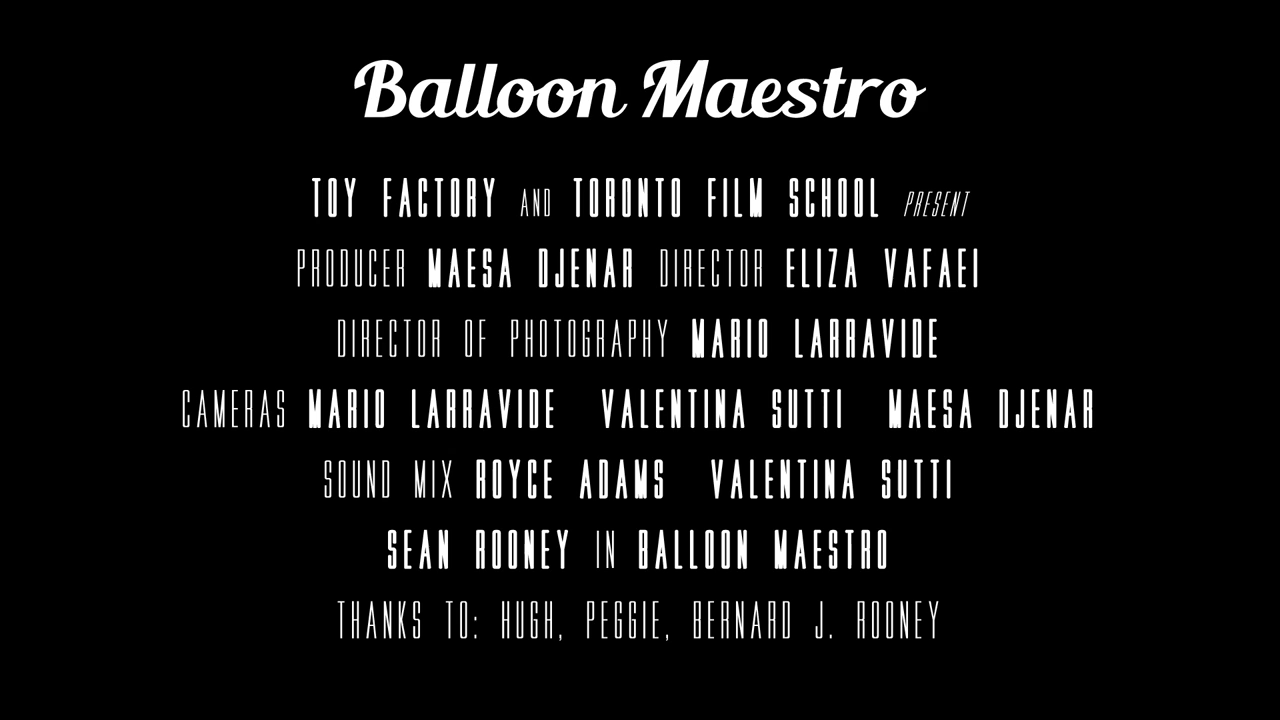 Balloon Maestro
TOY FACTORY AND TORONTO FILM SCHOOL PRESENT
PRODUCER MAESA DJENAR DIRECTOR ELIZA VAFAEI
DIRECTOR OF PHOTOGRAPHY MARIO LARRAVIDE
CAMERAS MARIO LARRAVIDE VALENTINA SUTTI MAESA DJENAR
SOUND MIX ROYCE ADAMS VALENTINA SUTTI
SEAN ROONEY IN BALLOON MAESTRO
THANKS TO: HUGH, PEGGIE, BERNARD J. ROONEY